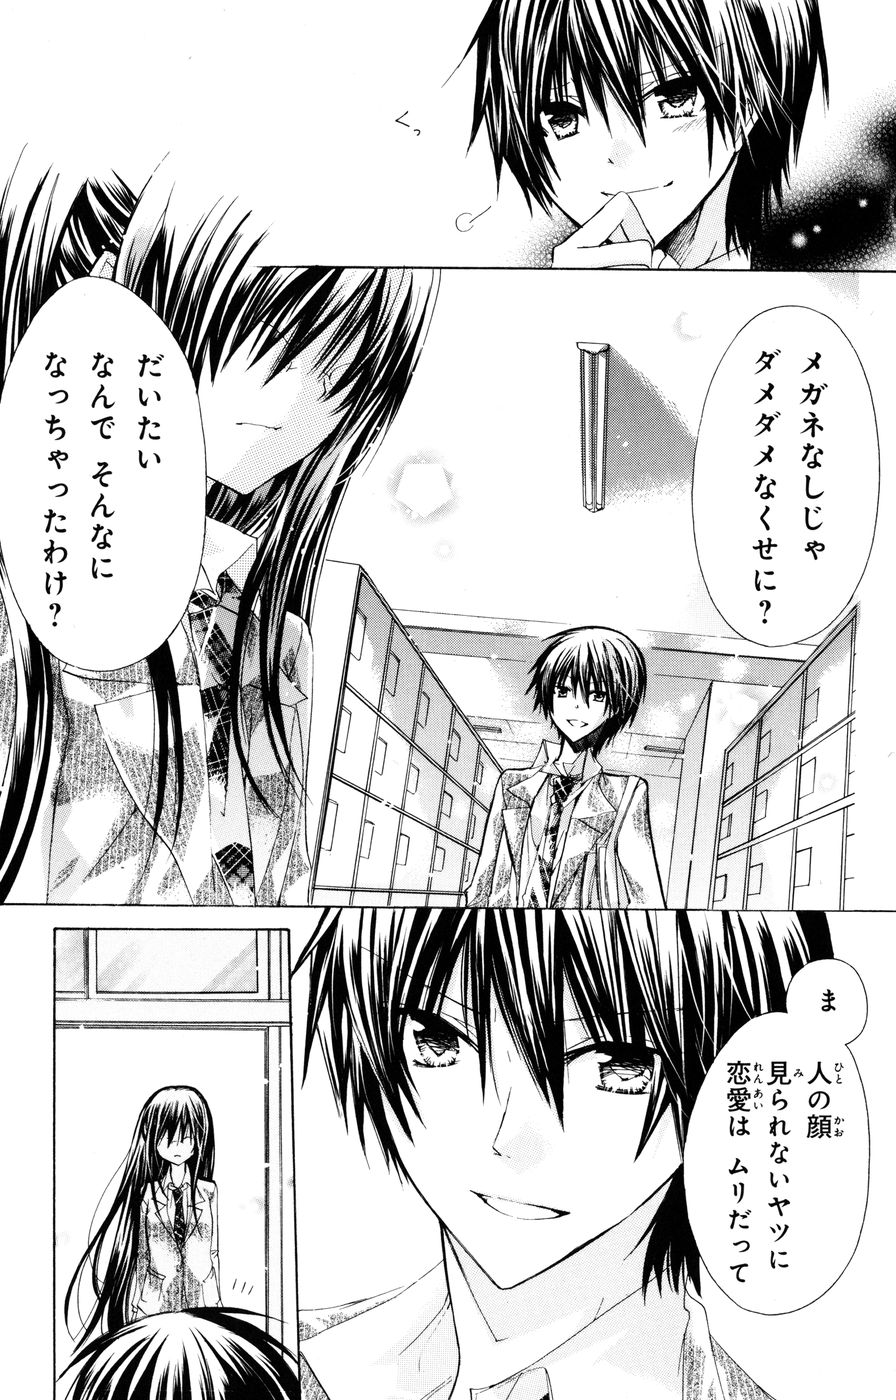 くっ
メガネなしじゃ
ダメダメなくせに?
だいたい
なんで そんなに
なっちゃったわけ?
ま
人の顔
見られないヤツに
恋愛は ムリだって